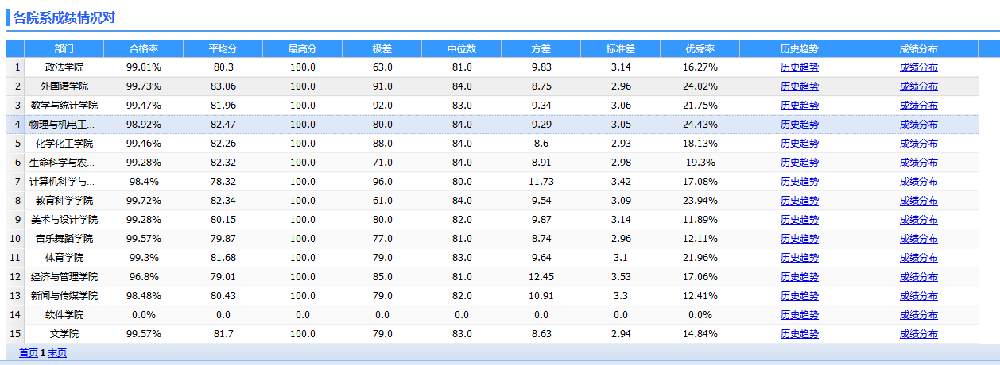 各院系成绩情况对
部门 合格率 平均分 最高分 极差 中位数 方差 标准差 优秀率 历史趋势 成绩分布
1 政法学院 99.01% 80.3 100.0 63.0 81.0 9.83 3.14 16.27% 历史趋势 成绩分布
2 外国语学院 99.73% 83.06 100.0 91.0 84.0 8.75 2.96 24.02% 历史趋势 成绩分布
3 数学与统计学院 99.47% 81.96 100.0 92.0 83.0 9.34 3.06 21.75% 历史趋势 成绩分布
4 物理与机电工... 98.92% 82.47 100.0 80.0 84.0 9.29 3.05 24.43% 历史趋势 成绩分布
5 化学化工学院 99.46% 82.26 100.0 88.0 84.0 8.6 2.93 18.13% 历史趋势 成绩分布
6 生命科学与农... 99.28% 82.32 100.0 71.0 84.0 8.91 2.98 19.3% 历史趋势 成绩分布
7 计算机科学与... 98.4% 78.32 100.0 96.0 80.0 11.73 3.42 17.08% 历史趋势 成绩分布
8 教育科学学院 99.72% 82.34 100.0 61.0 84.0 9.54 3.09 23.94% 历史趋势 成绩分布
9 美术与设计学院 99.28% 80.15 100.0 80.0 82.0 9.87 3.14 11.89% 历史趋势 成绩分布
10 音乐舞蹈学院 99.57% 79.87 100.0 77.0 81.0 8.74 2.96 12.11% 历史趋势 成绩分布
11 体育学院 99.3% 81.68 100.0 79.0 83.0 9.64 3.1 21.96% 历史趋势 成绩分布
12 经济与管理学院 96.8% 79.01 100.0 85.0 81.0 12.45 3.53 17.06% 历史趋势 成绩分布
13 新闻与传媒学院 98.48% 80.43 100.0 79.0 82.0 10.91 3.3 12.41% 历史趋势 成绩分布
14 软件学院 0.0% 0.0 0.0 0.0 0.0 0.0 0.0 0.0% 历史趋势 成绩分布
15 文学院 99.57% 81.7 100.0 79.0 83.0 8.63 2.94 14.84% 历史趋势 成绩分布
首页 1 末页